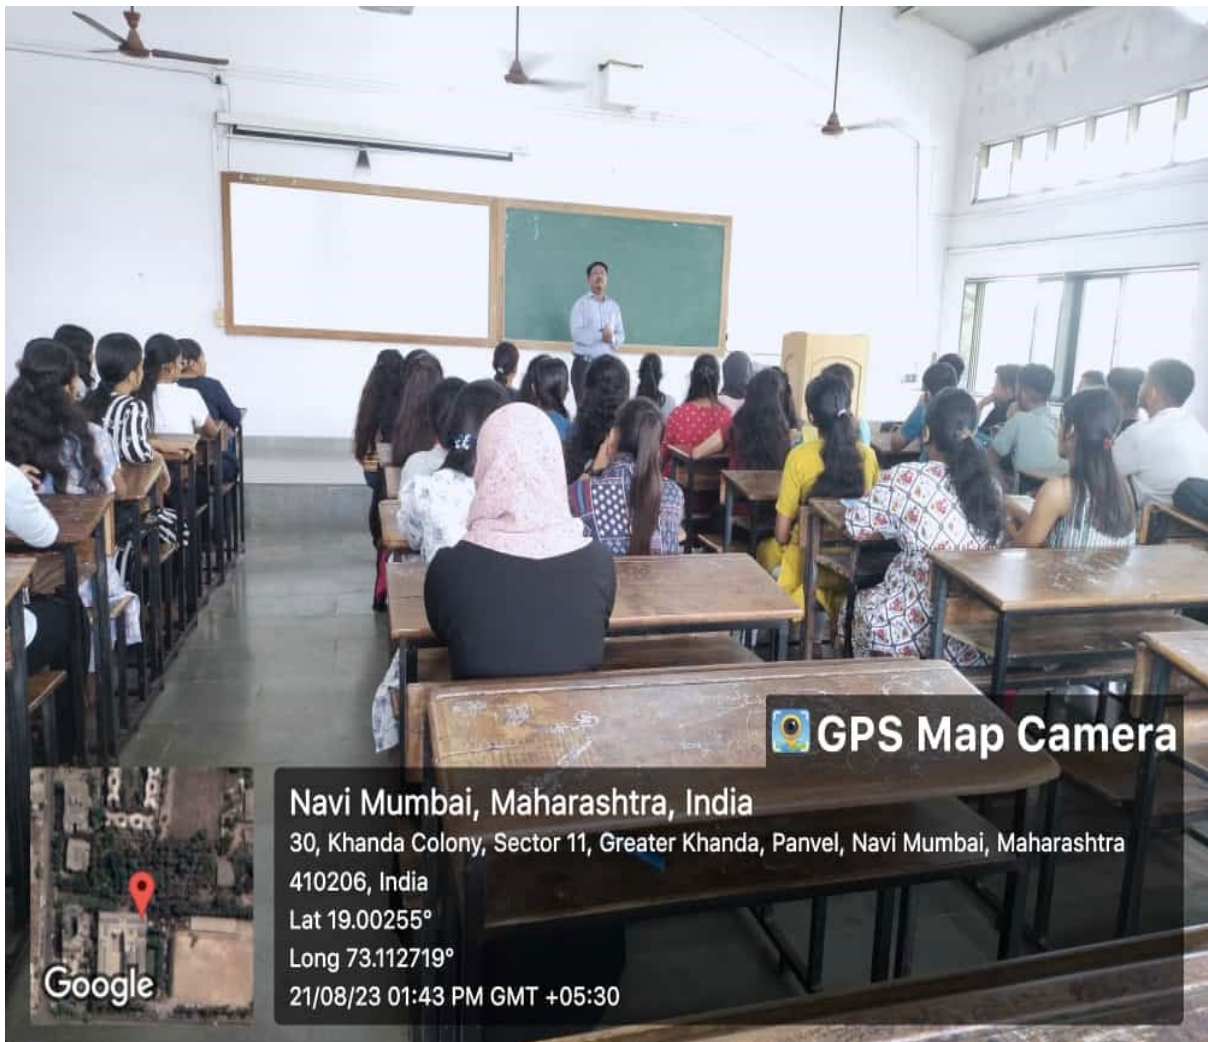 GPS Map Camera
Navi Mumbai, Maharashtra, India
30, Khanda Colony, Sector 11, Greater Khanda, Panvel, Navi Mumbai, Maharashtra
410206, India
Lat 19.00255°
Long 73.112719°
21/08/23 01:43 PM GMT +05:30
Google